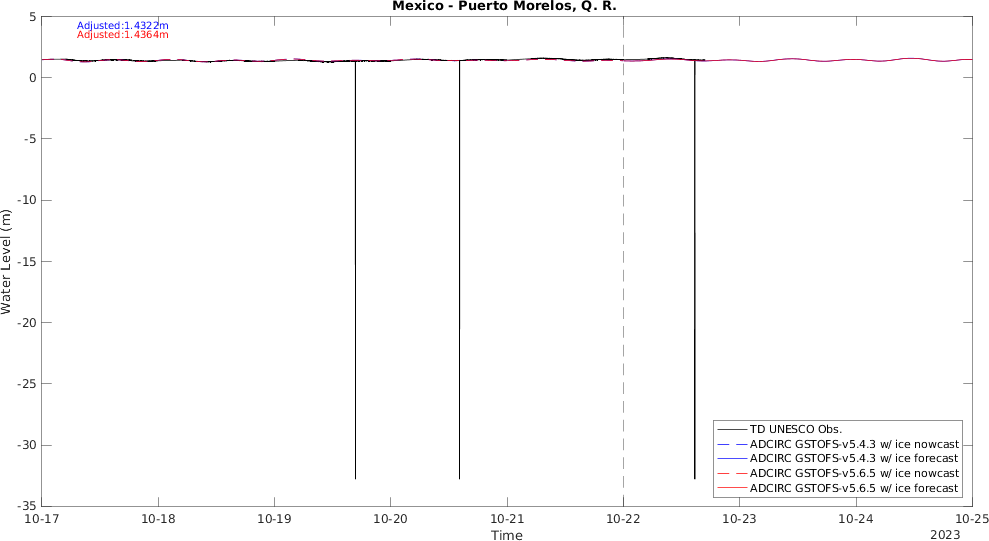 Mexico - Puerto Morelos, Q. R.
Adjusted:1.4322m
Adjusted:1.4364m
5
0
-5
-10
-15
-20
-25
-30
-35
Water Level (m)
TD UNESCO Obs.
ADCIRC GSTOFS-v5.4.3 w/ ice nowcast
ADCIRC GSTOFS-v5.4.3 w/ ice forecast
ADCIRC GSTOFS-v5.6.5 w/ ice nowcast
ADCIRC GSTOFS-v5.6.5 w/ ice forecast
10-17 10-18 10-19 10-20 10-21 10-22 10-23 10-24 10-25
Time
2023